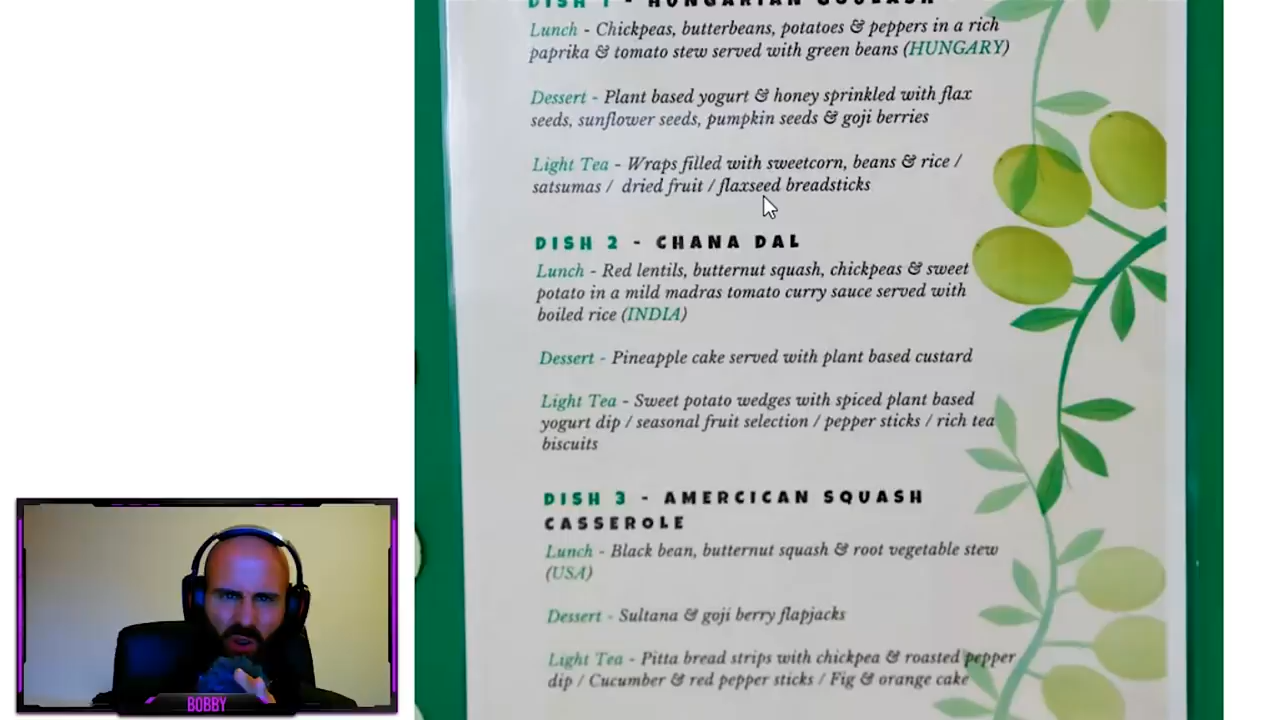 DISH 1 - HUNGARIAN GOULASH
Lunch - Chickpeas, butterbeans, potatoes & peppers in a rich
paprika & tomato stew served with green beans (HUNGARY)
Dessert - Plant based yogurt & honey sprinkled with flax
seeds, sunflower seeds, pumpkin seeds & goji berries
Light Tea - Wraps filled with sweetcorn, beans & rice /
satsumas / dried fruit / flaxseed breadsticks
DISH 2 - CHANA DAL
Lunch - Red lentils, butternut squash, chickpeas & sweet
potato in a mild madras tomato curry sauce served with
boiled rice (INDIA)
Dessert - Pineapple cake served with plant based custard
Light Tea - Sweet potato wedges with spiced plant based
yogurt dip / seasonal fruit selection / pepper sticks / rich tea
biscuits
DISH 3 - AMERCICAN SQUASH
CASSEROLE
Lunch - Black bean, butternut squash & root vegetable stew
(USA)
Dessert - Sultana & goji berry flapjacks
Light Tea - Pitta bread strips with chickpea & roasted pepper
dip / Cucumber & red pepper sticks / Fig & orange cake
BOBBY